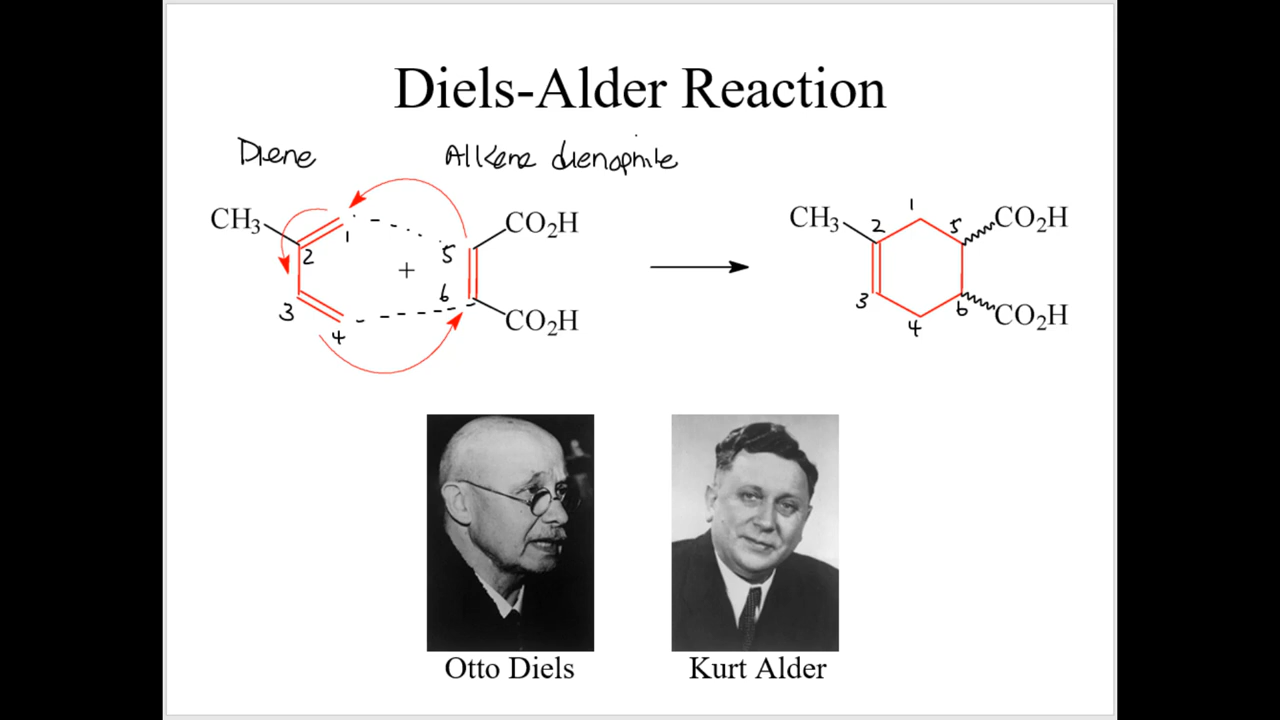 Diels-Alder Reaction
Diene
Alkene dienophile
CH₃
1
2
3
4
+
5
6
CO₂H
CO₂H
CH₃
1
2
3
4
5
6
CO₂H
CO₂H
Otto Diels
Kurt Alder